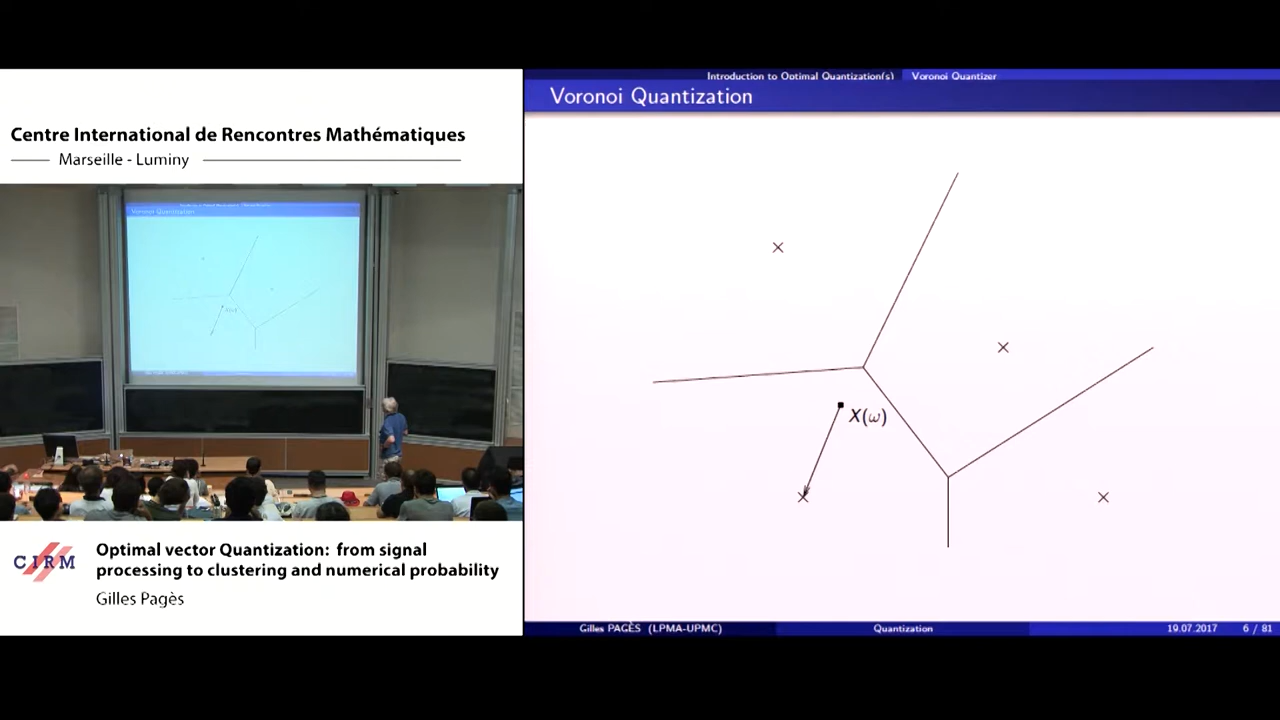 Centre International de Rencontres Mathématiques
Marseille - Luminy
CIRM
Optimal vector Quantization: from signal
processing to clustering and numerical probability
Gilles Pagès
Introduction to Optimal Quantization(s) Voronoi Quantizer
Voronoi Quantization
X(ω)
Gilles PAGÈS (LPMA-UPMC) Quantization 19.07.2017 6 / 81